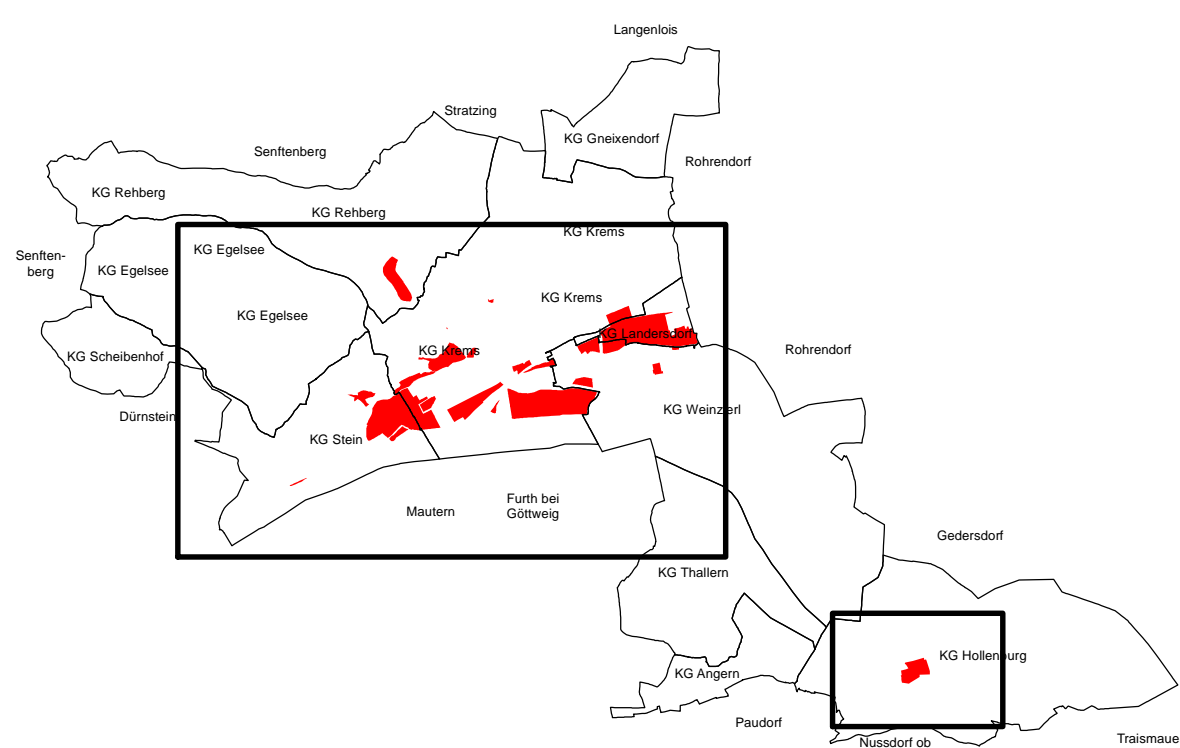 Langenlois
Stratzing
KG Gneixendorf
Senftenberg
Rohrendorf
KG Rehberg
KG Rehberg
KG Krems
KG Egelsee
Senften-
berg
KG Egelsee
KG Krems
KG Egelsee
KG Landersdorf
KG Krems
Rohrendorf
KG Scheibenhof
KG Weinzierl
Dürnstein
KG Stein
Furth bei
Göttweig
Mautern
Gedersdorf
KG Thallern
KG Hollenburg
KG Angern
Paudorf
Traismaue
Nussdorf ob